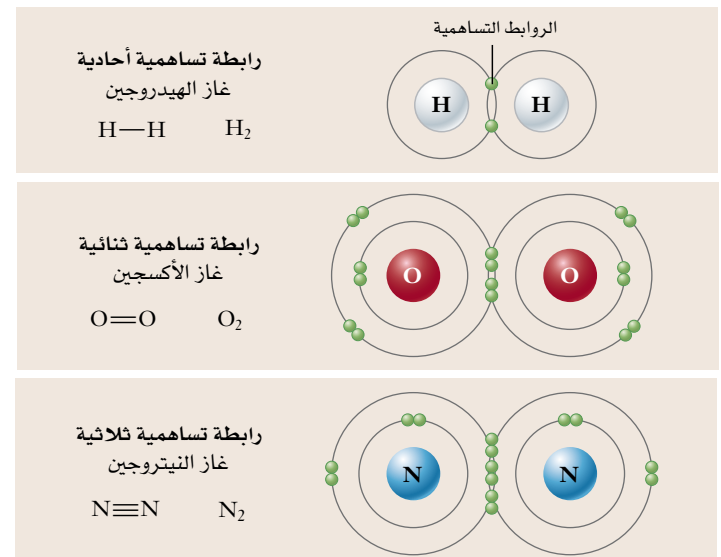 الروابط التساهمية
رابطة تساهمية أحادية
غاز الهيدروجين
H—H H₂
H H
رابطة تساهمية ثنائية
غاز الأكسجين
O=O O₂
O O
رابطة تساهمية ثلاثية
غاز النيتروجين
N≡N N₂
N N